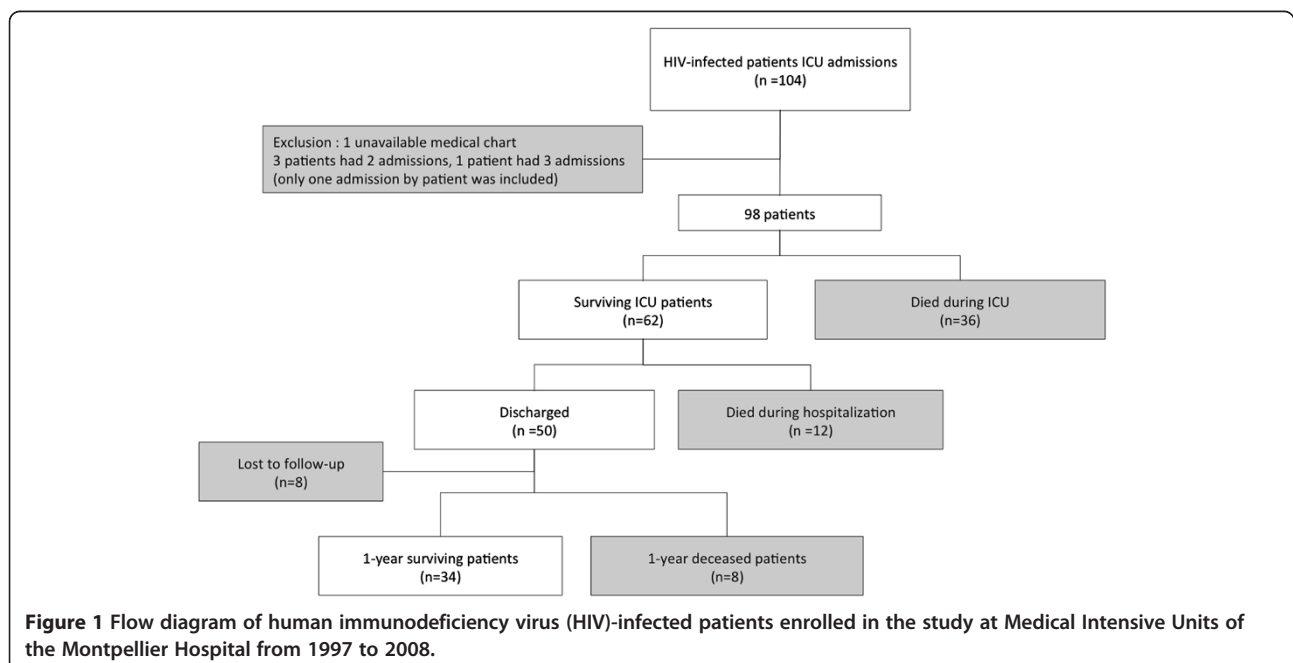 HIV-infected patients ICU admissions
(n =104)
Exclusion : 1 unavailable medical chart
3 patients had 2 admissions, 1 patient had 3 admissions
(only one admission by patient was included)
98 patients
Surviving ICU patients
(n=62)
Died during ICU
(n=36)
Discharged
(n =50)
Died during hospitalization
(n =12)
Lost to follow-up
(n=8)
1-year surviving patients
(n=34)
1-year deceased patients
(n=8)
Figure 1 Flow diagram of human immunodeficiency virus (HIV)-infected patients enrolled in the study at Medical Intensive Units of
the Montpellier Hospital from 1997 to 2008.